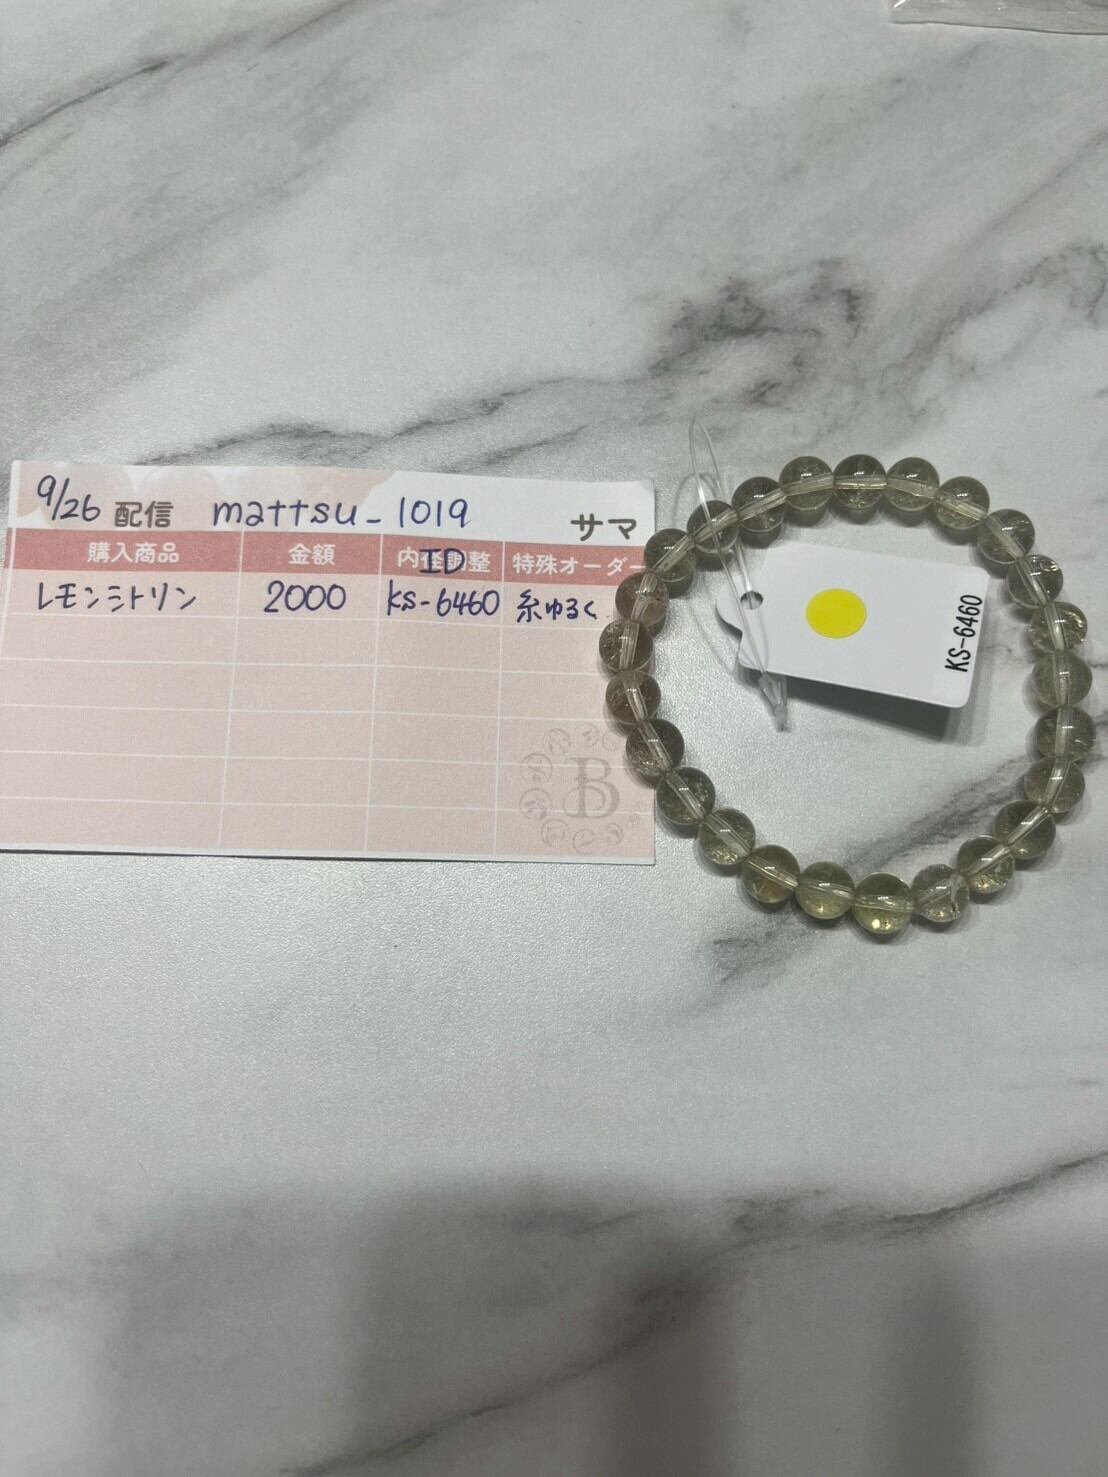 9/26 配信 mattsu_1019 サマ
購入商品 金額 内径調整 ID 特殊オーダー
レモンシトリン 2000 KS-6460 糸ゆるく
B
KS-6460